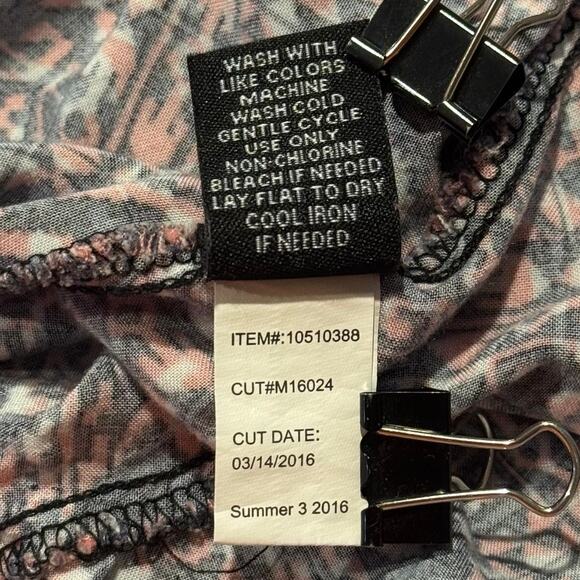 WASH WITH
LIKE COLORS
MACHINE
WASH COLD
GENTLE CYCLE
USE ONLY
NON-CHLORINE
BLEACH IF NEEDED
LAY FLAT TO DRY
COOL IRON
IF NEEDED
ITEM#:10510388
CUT#M16024
CUT DATE:
03/14/2016
Summer 3 2016